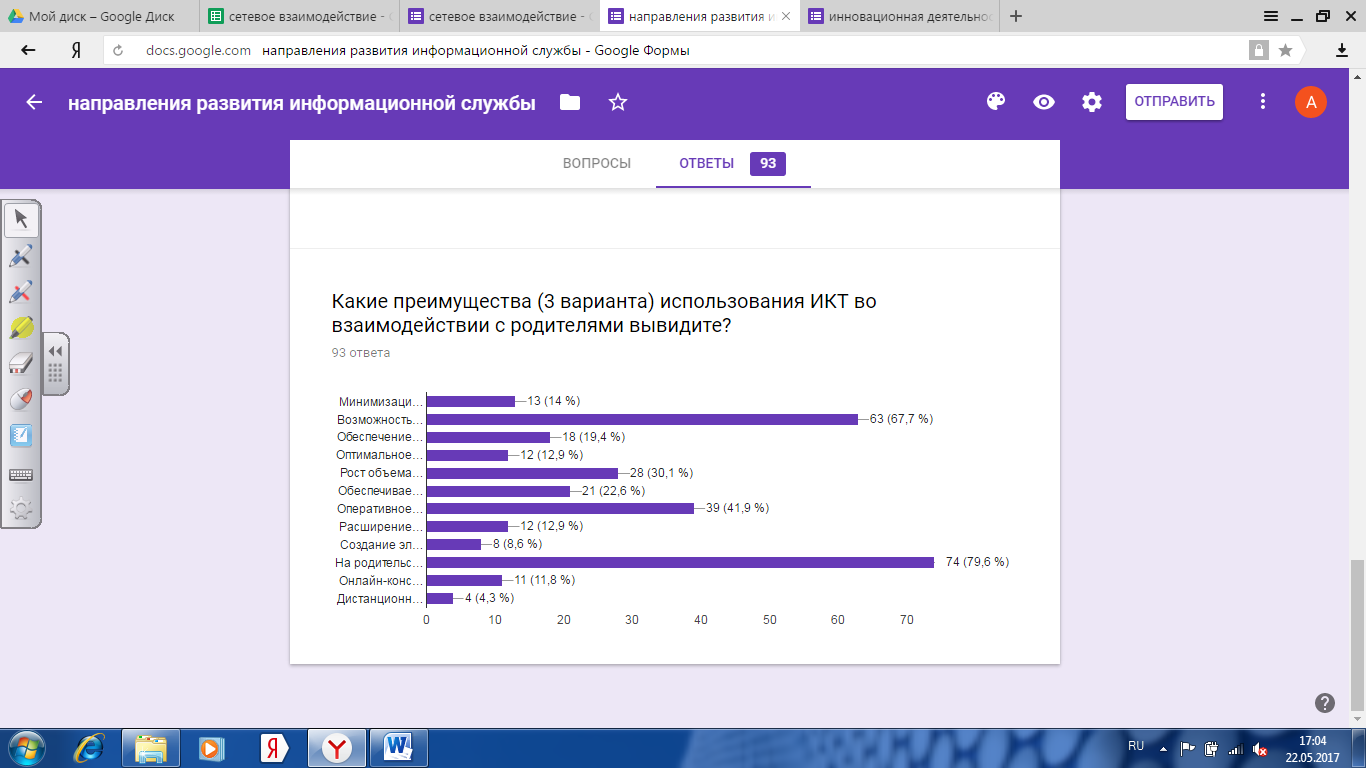 Мой диск – Google Диск
сетевое взаимодействие -
сетевое взаимодействие -
направления развития и
инновационная деятельно
docs.google.com направления развития информационной службы - Google Формы
направления развития информационной службы
ОТПРАВИТЬ
А
ВОПРОСЫ
ОТВЕТЫ 93
Какие преимущества (3 варианта) использования ИКТ во
взаимодействии с родителями вывидите?
93 ответа
Минимизаци… 13 (14 %)
Возможность… 63 (67,7 %)
Обеспечение… 18 (19,4 %)
Оптимальное… 12 (12,9 %)
Рост объема… 28 (30,1 %)
Обеспечивае… 21 (22,6 %)
Оперативное… 39 (41,9 %)
Расширение… 12 (12,9 %)
Создание эл… 8 (8,6 %)
На родительс… 74 (79,6 %)
Онлайн-конс… 11 (11,8 %)
Дистанционн… 4 (4,3 %)
0 10 20 30 40 50 60 70
RU
17:04
22.05.2017